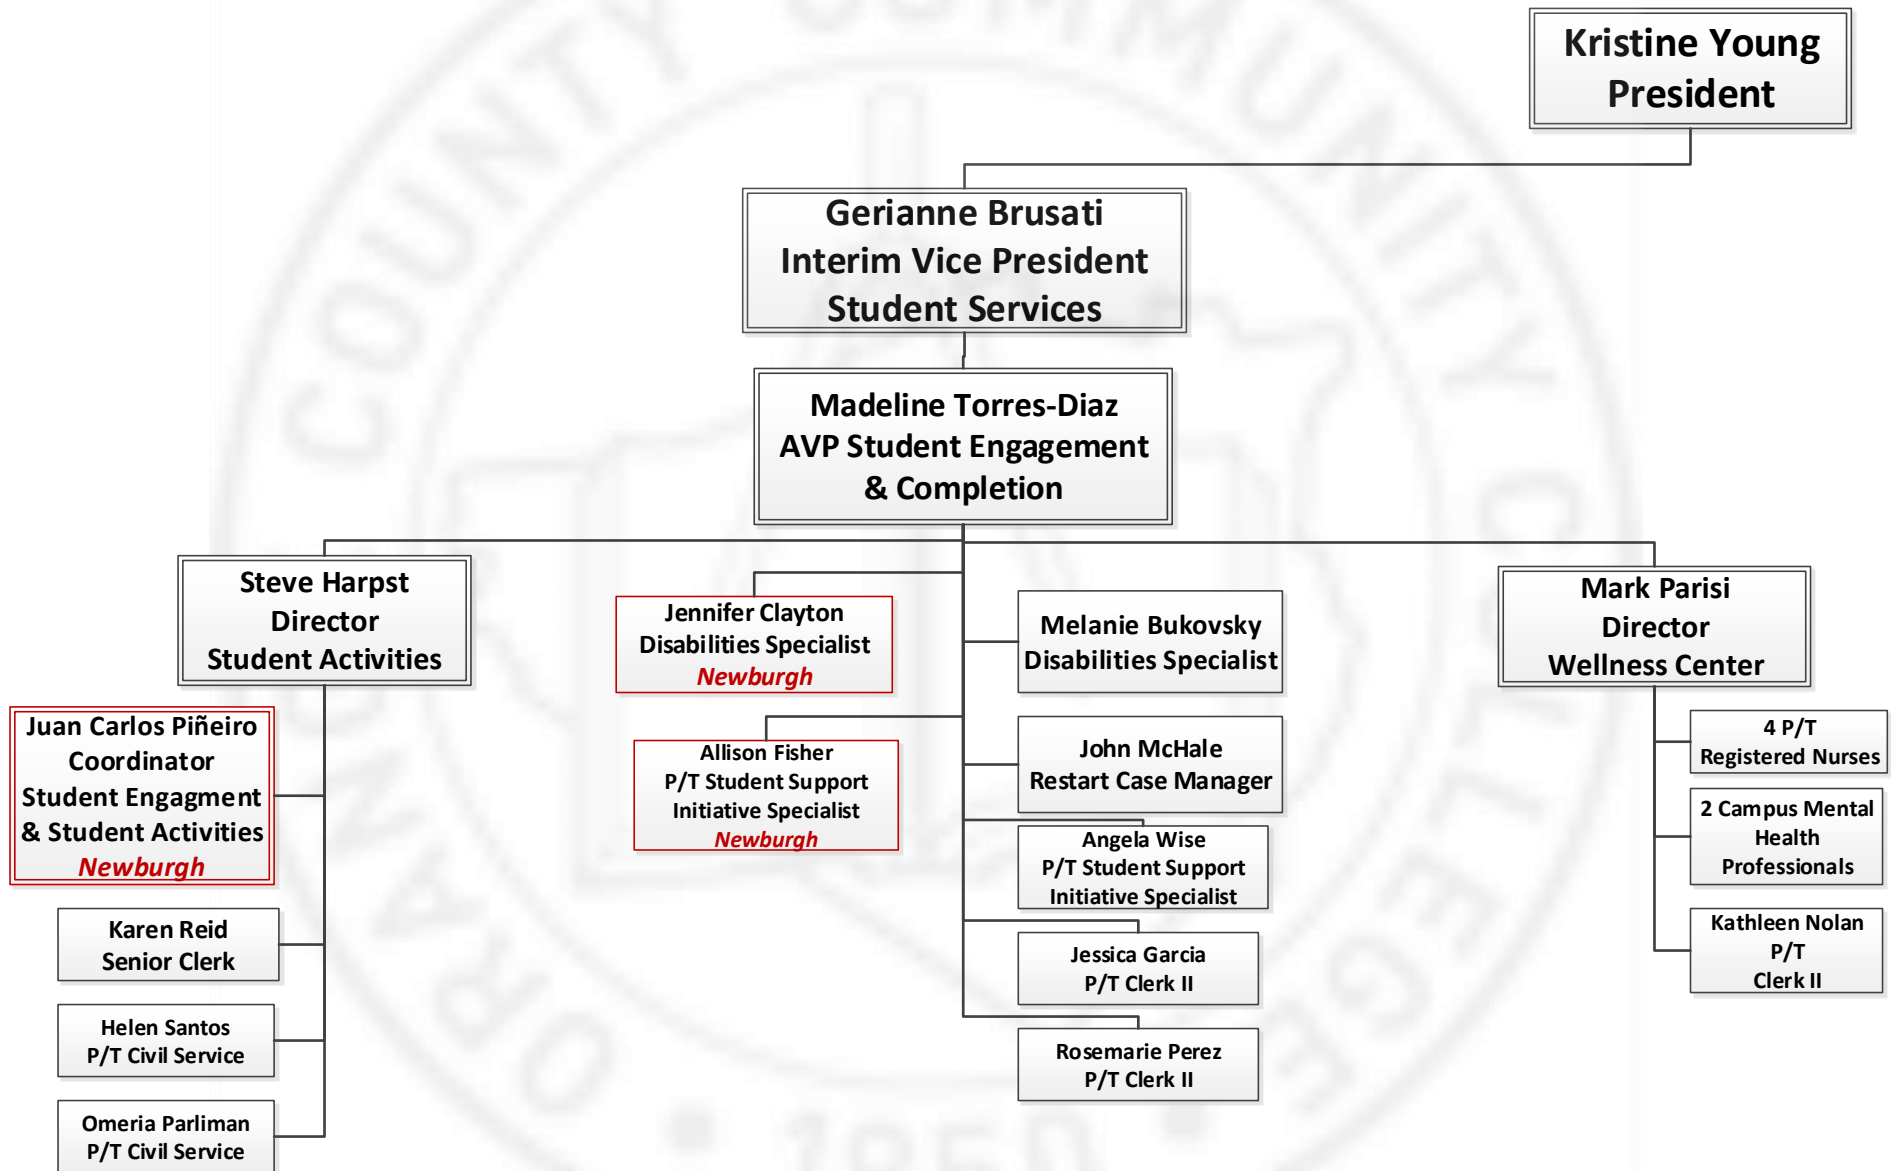 Kristine Young
President
Gerianne Brusati
Interim Vice President
Student Services
Madeline Torres-Diaz
AVP Student Engagement
& Completion
Steve Harpst
Director
Student Activities
Juan Carlos Piñeiro
Coordinator
Student Engagment
& Student Activities
Newburgh
Karen Reid
Senior Clerk
Helen Santos
P/T Civil Service
Omeria Parliman
P/T Civil Service
Jennifer Clayton
Disabilities Specialist
Newburgh
Allison Fisher
P/T Student Support
Initiative Specialist
Newburgh
Melanie Bukovsky
Disabilities Specialist
John McHale
Restart Case Manager
Angela Wise
P/T Student Support
Initiative Specialist
Jessica Garcia
P/T Clerk II
Rosemarie Perez
P/T Clerk II
Mark Parisi
Director
Wellness Center
4 P/T
Registered Nurses
2 Campus Mental
Health
Professionals
Kathleen Nolan
P/T
Clerk II
ORANGE COUNTY COMMUNITY COLLEGE
1950